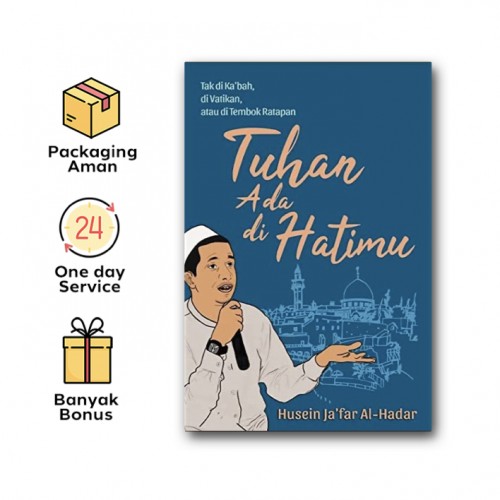 Packaging
Aman
24
One day
Service
Banyak
Bonus
Tak di Ka'bah,
di Vatikan,
atau di Tembok Ratapan
Tuhan
Ada
di Hatimu
Husein Ja'far Al-Hadar